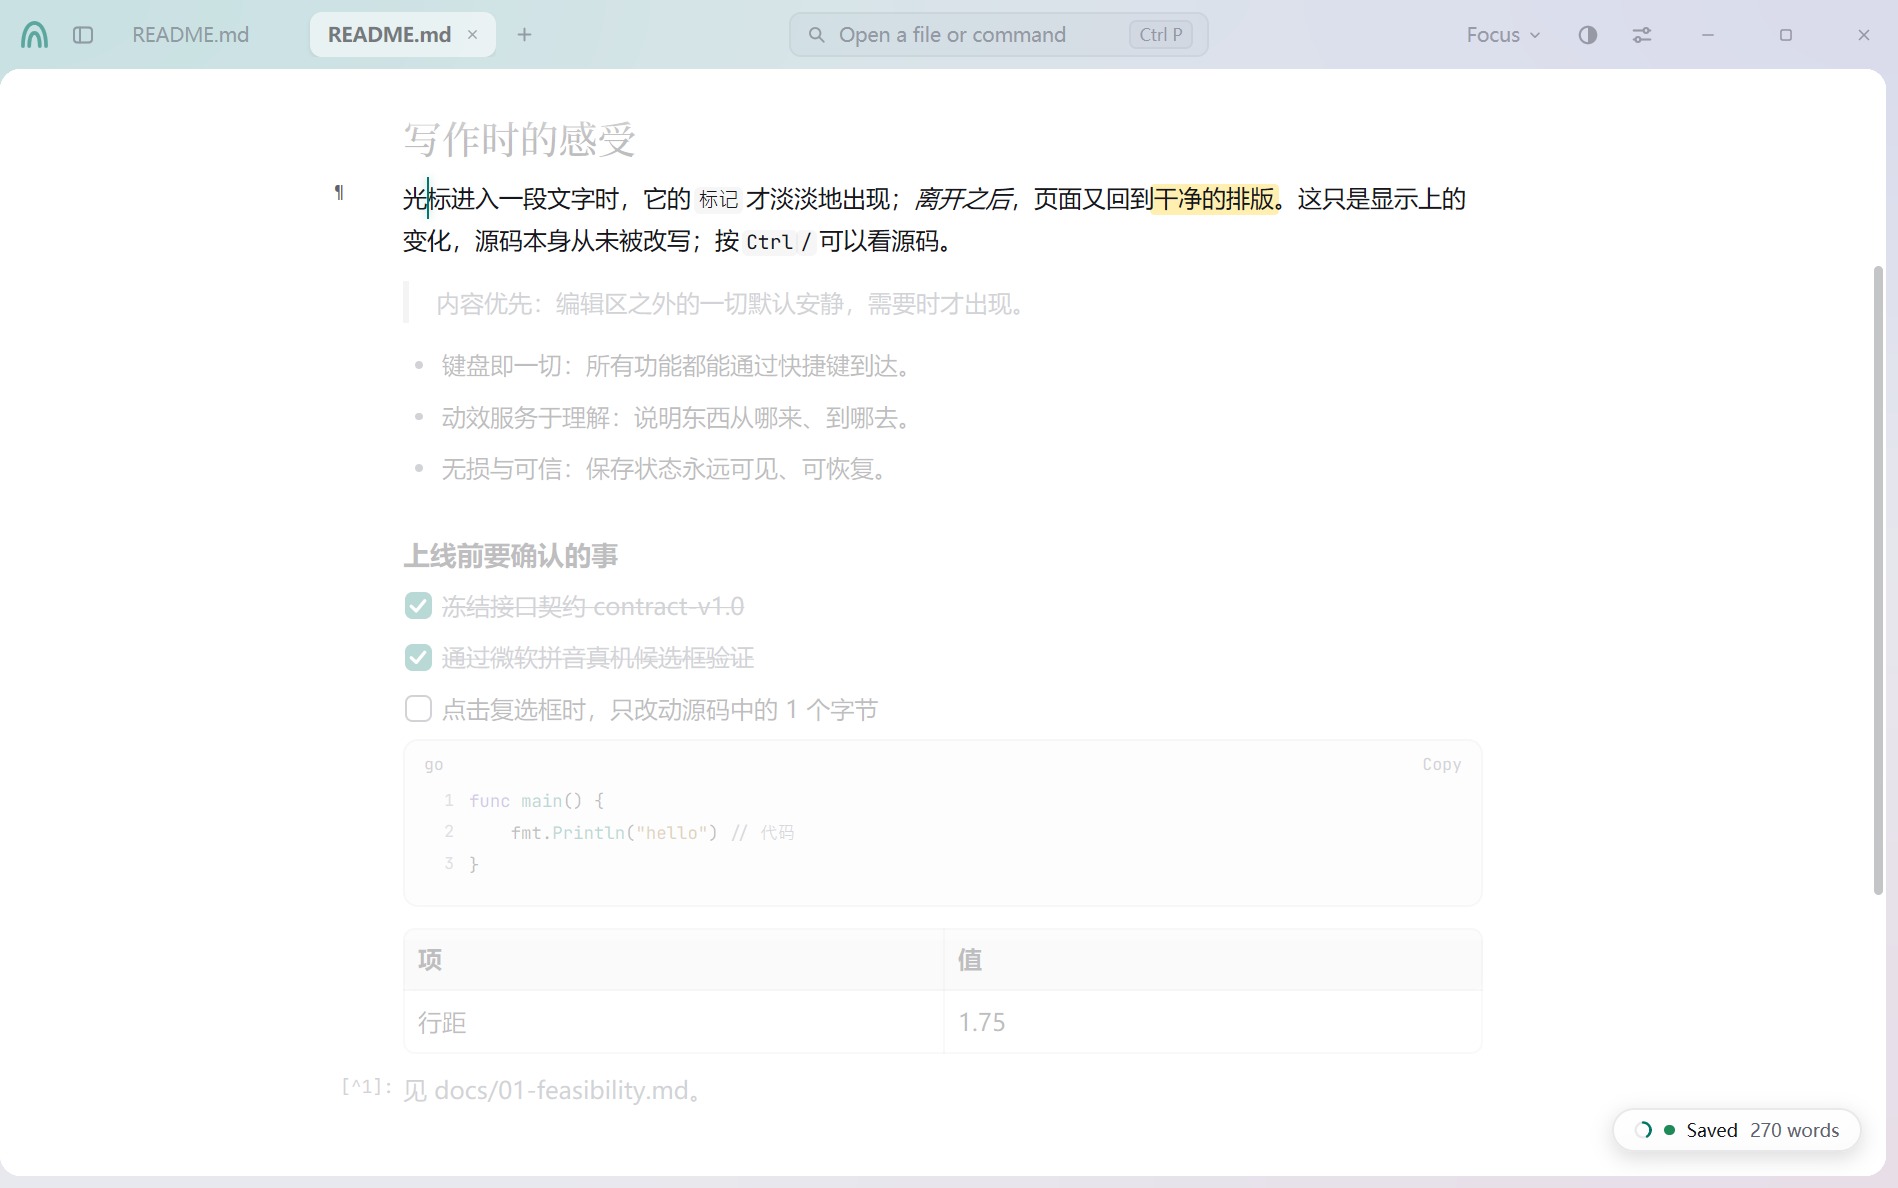 README.md
README.md
Open a file or command
Ctrl P
Focus
写作时的感受
¶
光标进入一段文字时，它的 标记 才淡淡地出现；离开之后，页面又回到干净的排版。这只是显示上的
变化，源码本身从未被改写；按 Ctrl / 可以看源码。
内容优先：编辑区之外的一切默认安静，需要时才出现。
• 键盘即一切：所有功能都能通过快捷键到达。
• 动效服务于理解：说明东西从哪来、到哪去。
• 无损与可信：保存状态永远可见、可恢复。
上线前要确认的事
冻结接口契约 contract-v1.0
通过微软拼音真机候选框验证
点击复选框时，只改动源码中的 1 个字节
go
Copy
1 func main() {
2     fmt.Println("hello") // 代码
3 }
项 值
行距 1.75
[^1]: 见 docs/01-feasibility.md。
Saved 270 words